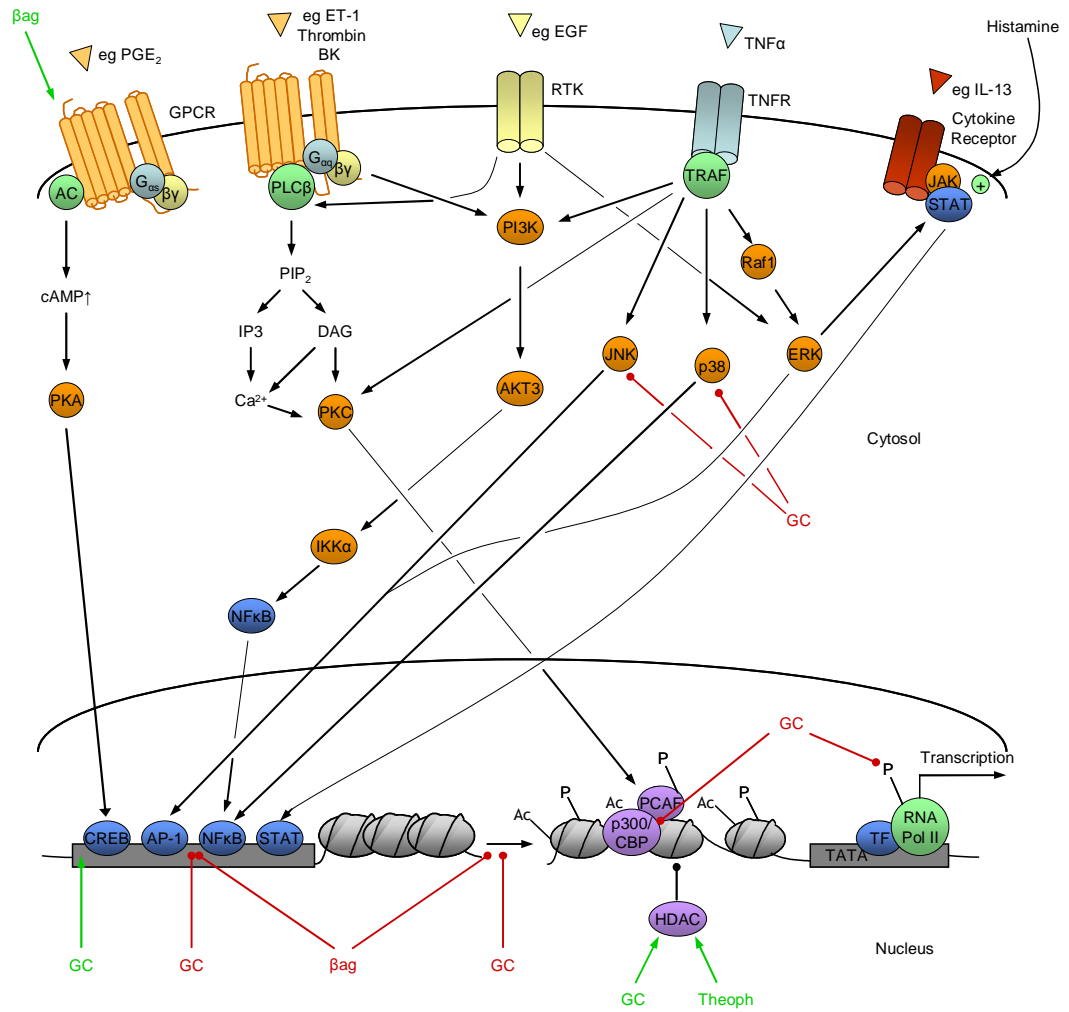 βag
eg PGE₂
eg ET-1
Thrombin
BK
eg EGF
TNFα
Histamine
eg IL-13
Cytokine
Receptor
GPCR
RTK
TNFR
AC
Gαs
βγ
PLCβ
Gαq
βγ
TRAF
JAK
STAT
+
PI3K
Raf1
PIP₂
cAMP↑
IP3
DAG
JNK
p38
ERK
PKA
Ca²⁺
PKC
AKT3
Cytosol
GC
IKKα
NFκB
GC
Transcription
P
P
P
P
Ac
Ac
Ac
PCAF
p300/
CBP
CREB
AP-1
NFκB
STAT
TATA
TF
RNA
Pol II
HDAC
Nucleus
GC
GC
βag
GC
GC
Theoph